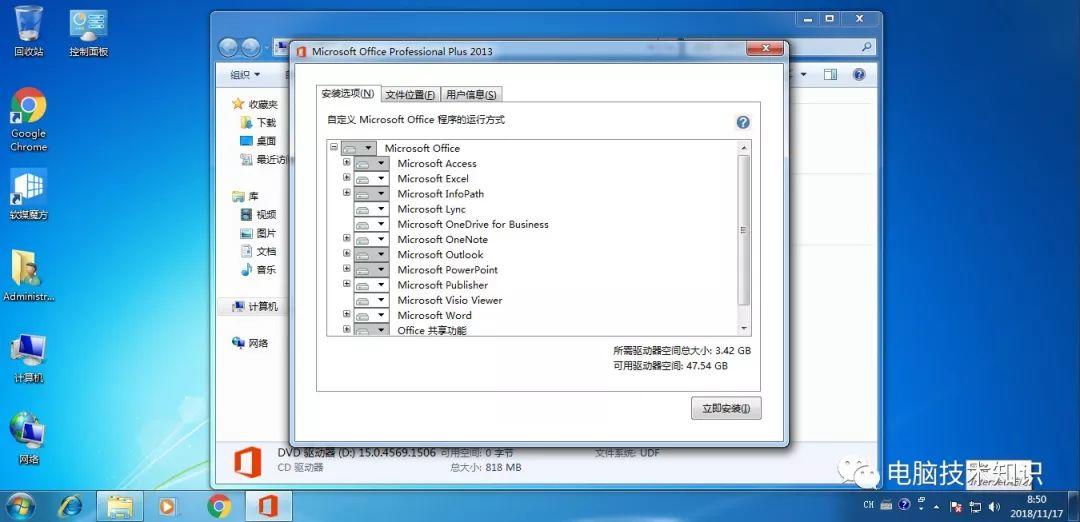 回收站
控制面板
Google
Chrome
软媒魔方
Administr...
计算机
网络
组织
收藏夹
下载
桌面
最近访
库
视频
图片
文档
音乐
计算机
网络
Microsoft Office Professional Plus 2013
安装选项(N) 文件位置(F) 用户信息(S)
自定义 Microsoft Office 程序的运行方式
Microsoft Office
Microsoft Access
Microsoft Excel
Microsoft InfoPath
Microsoft Lync
Microsoft OneDrive for Business
Microsoft OneNote
Microsoft Outlook
Microsoft PowerPoint
Microsoft Publisher
Microsoft Visio Viewer
Microsoft Word
Office 共享功能
所需驱动器空间总大小: 3.42 GB
可用驱动器空间: 47.54 GB
立即安装(I)
DVD 驱动器 (D:) 15.0.4569.1506 可用空间: 0 字节 文件系统: UDF
CD 驱动器 总大小: 818 MB
电脑技术知识
CH
8:50
2018/11/17